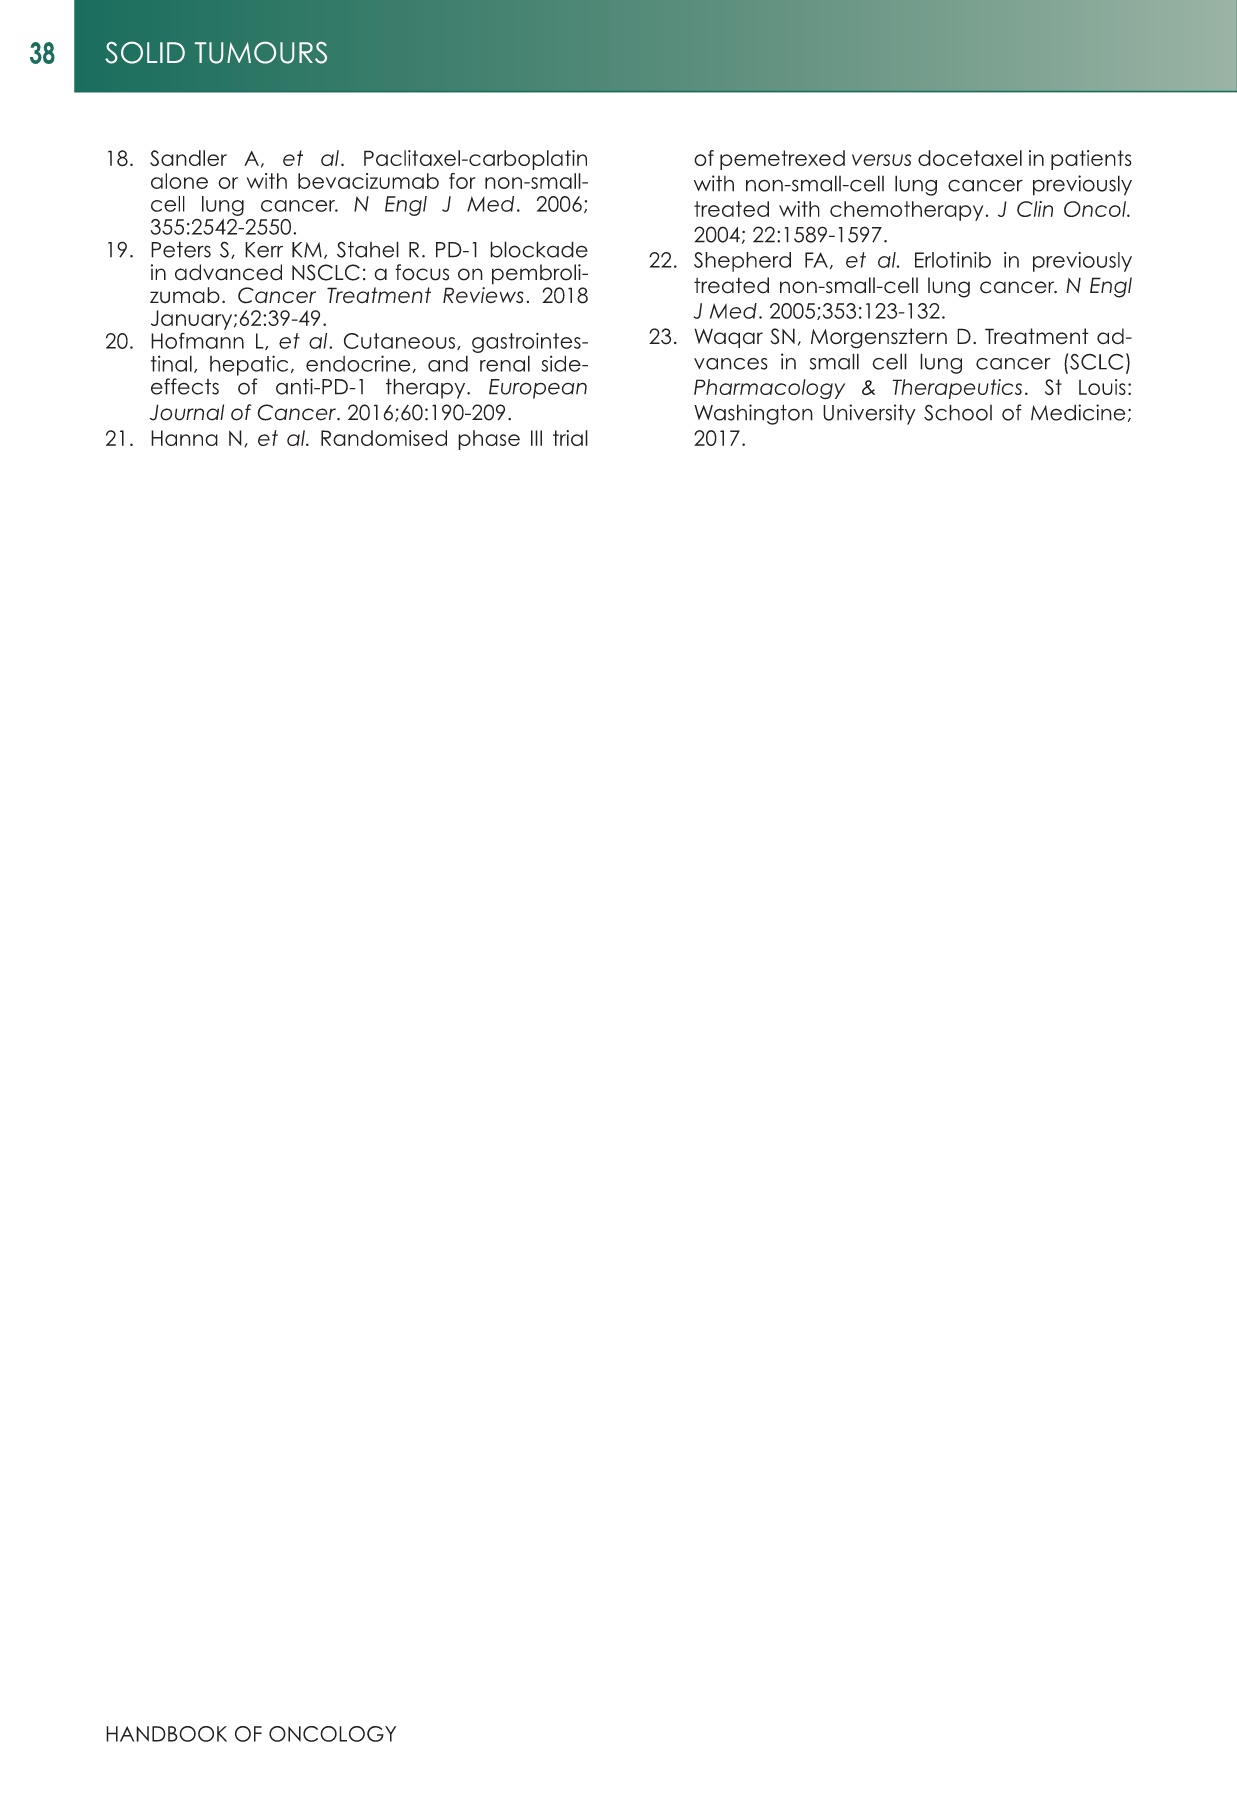 38
SOLID TUMOURS
18. Sandler A, et al. Paclitaxel-carboplatin
alone or with bevacizumab for non-small-
cell lung cancer. N Engl J Med. 2006;
355:2542-2550.
19. Peters S, Kerr KM, Stahel R. PD-1 blockade
in advanced NSCLC: a focus on pembroli-
zumab. Cancer Treatment Reviews. 2018
January;62:39-49.
20. Hofmann L, et al. Cutaneous, gastrointes-
tinal, hepatic, endocrine, and renal side-
effects of anti-PD-1 therapy. European
Journal of Cancer. 2016;60:190-209.
21. Hanna N, et al. Randomised phase III trial
of pemetrexed versus docetaxel in patients
with non-small-cell lung cancer previously
treated with chemotherapy. J Clin Oncol.
2004; 22:1589-1597.
22. Shepherd FA, et al. Erlotinib in previously
treated non-small-cell lung cancer. N Engl
J Med. 2005;353:123-132.
23. Waqar SN, Morgensztern D. Treatment ad-
vances in small cell lung cancer (SCLC)
Pharmacology & Therapeutics. St Louis:
Washington University School of Medicine;
2017.
HANDBOOK OF ONCOLOGY